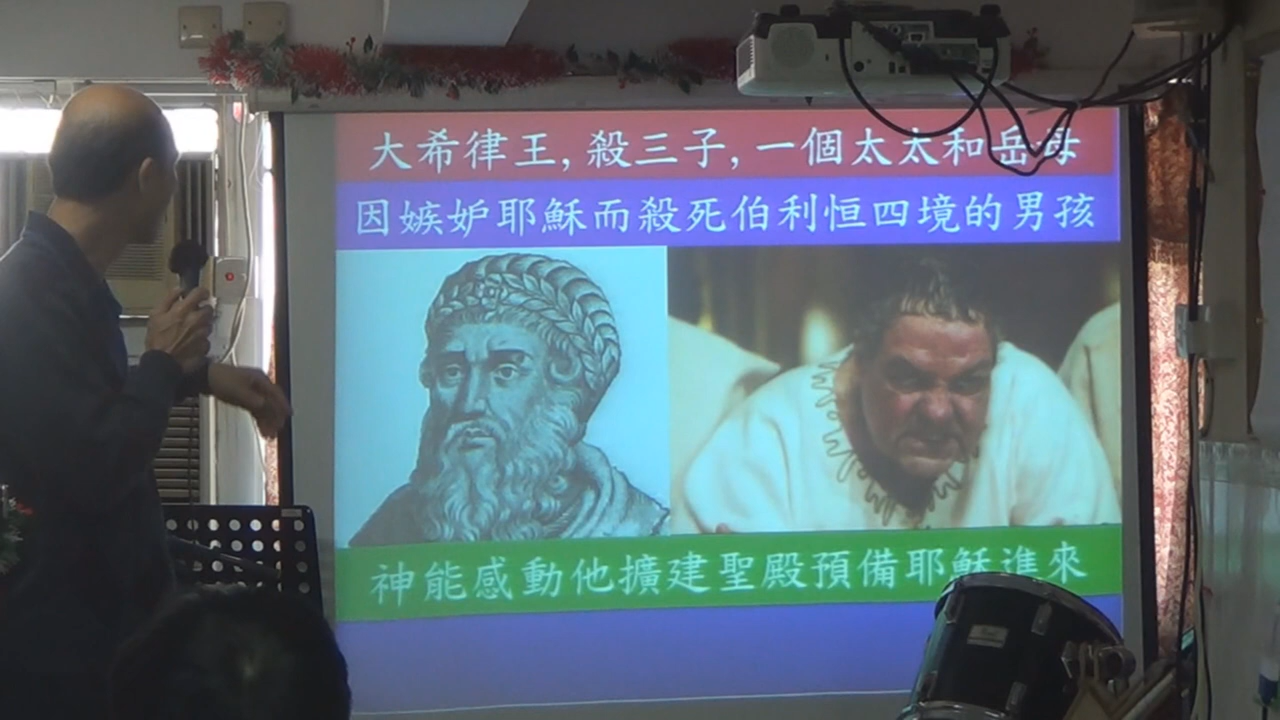 大希律王,殺三子,一個太太和岳母
因嫉妒耶穌而殺死伯利恒四境的男孩
神能感動他擴建聖殿預備耶穌進來